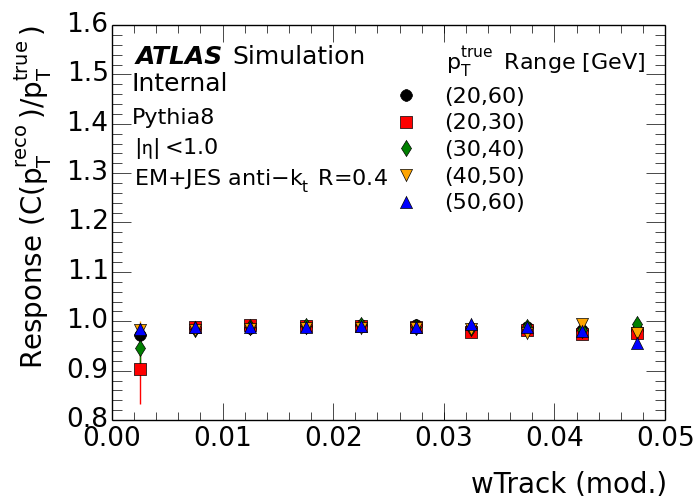 1.6
1.5
1.4
1.3
1.2
1.1
1.0
0.9
0.8
Response (C(p_T^reco)/p_T^true)
ATLAS Simulation
Internal
Pythia8
|η| <1.0
EM+JES anti−k_t R=0.4
p_T^true Range [GeV]
(20,60)
(20,30)
(30,40)
(40,50)
(50,60)
0.00 0.01 0.02 0.03 0.04 0.05
wTrack (mod.)